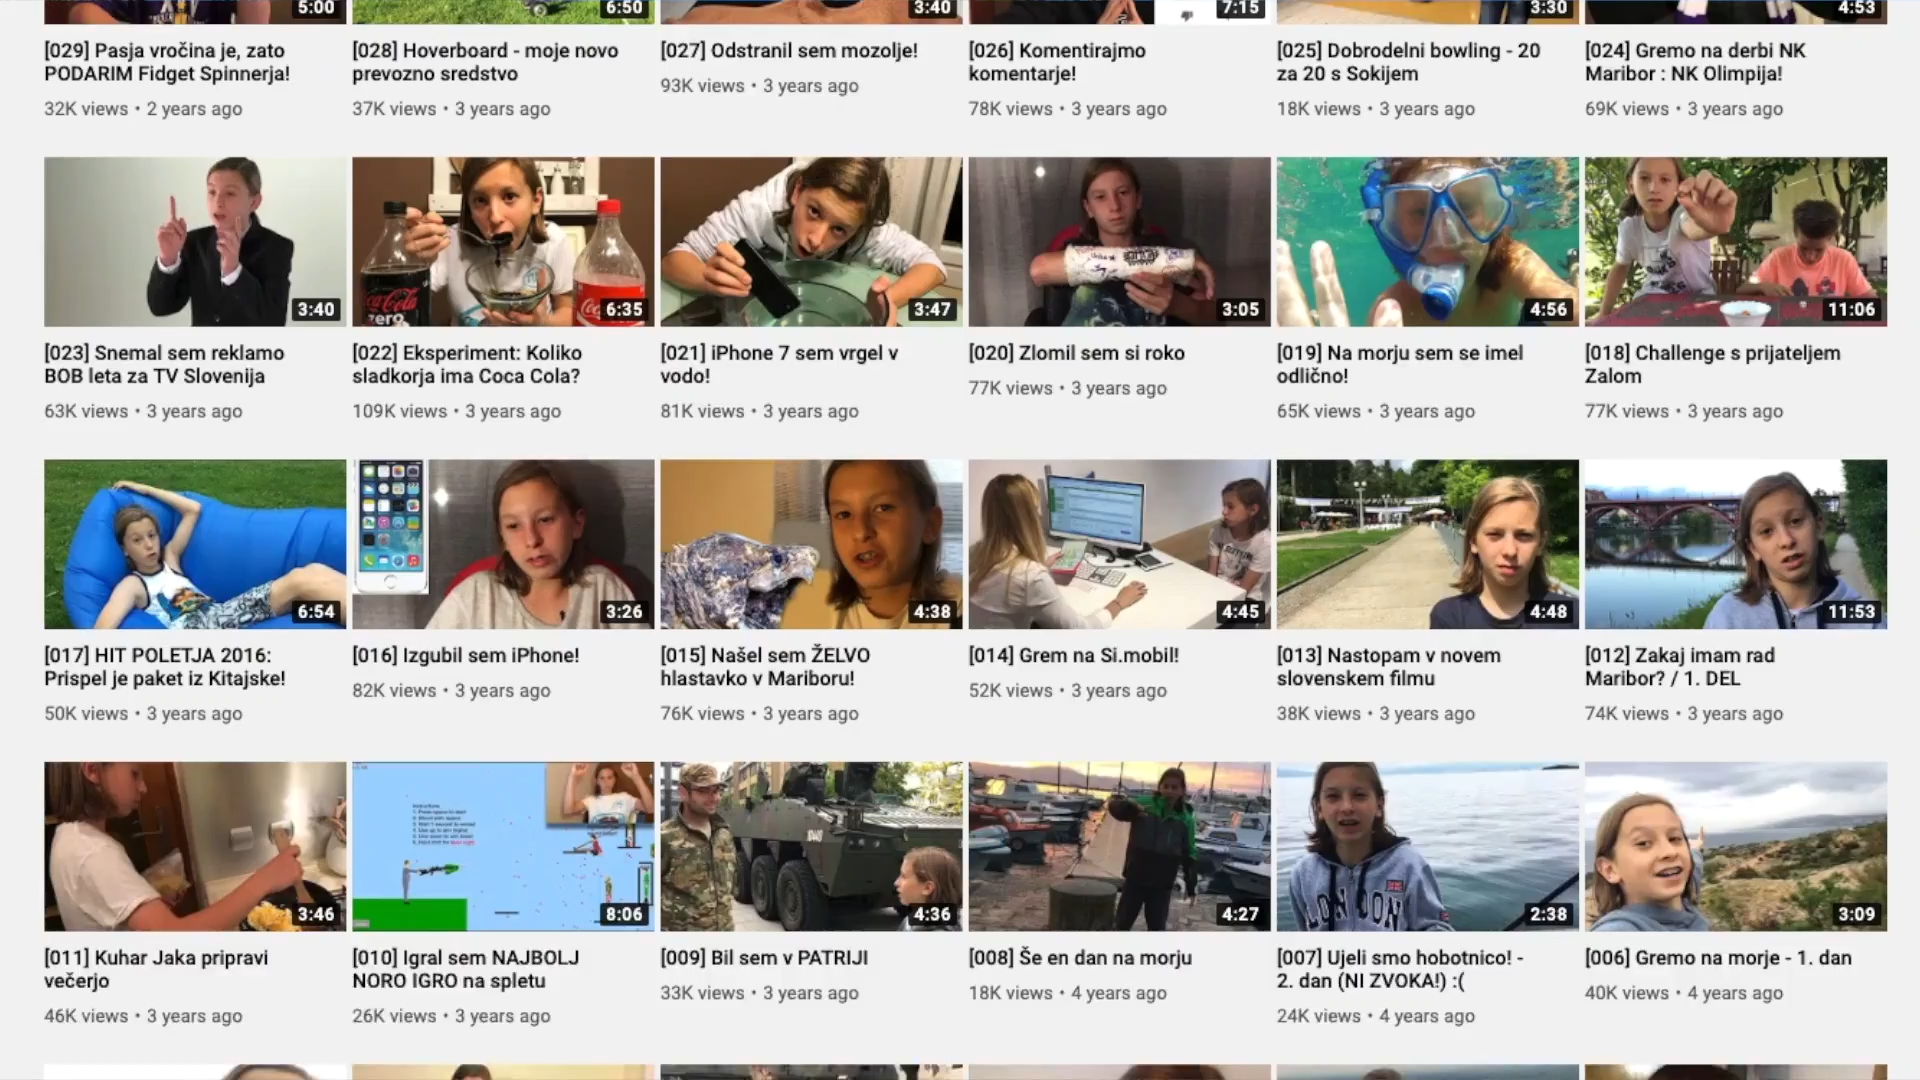 5:00
6:50
3:40
7:15
3:30
4:53
[029] Pasja vročina je, zato
PODARIM Fidget Spinnerja!
32K views • 2 years ago
[028] Hoverboard - moje novo
prevozno sredstvo
37K views • 3 years ago
[027] Odstranil sem mozolje!
93K views • 3 years ago
[026] Komentirajmo
komentarje!
78K views • 3 years ago
[025] Dobrodelni bowling - 20
za 20 s Sokijem
18K views • 3 years ago
[024] Gremo na derbi NK
Maribor : NK Olimpija!
69K views • 3 years ago
3:40
Coca-Cola
zero
6:35
3:47
3:05
4:56
11:06
[023] Snemal sem reklamo
BOB leta za TV Slovenija
63K views • 3 years ago
[022] Eksperiment: Koliko
sladkorja ima Coca Cola?
109K views • 3 years ago
[021] iPhone 7 sem vrgel v
vodo!
81K views • 3 years ago
[020] Zlomil sem si roko
77K views • 3 years ago
[019] Na morju sem se imel
odlično!
65K views • 3 years ago
[018] Challenge s prijateljem
Zalom
77K views • 3 years ago
6:54
3:26
4:38
4:45
4:48
11:53
[017] HIT POLETJA 2016:
Prispel je paket iz Kitajske!
50K views • 3 years ago
[016] Izgubil sem iPhone!
82K views • 3 years ago
[015] Našel sem ŽELVO
hlastavko v Mariboru!
76K views • 3 years ago
[014] Grem na Si.mobil!
52K views • 3 years ago
[013] Nastopam v novem
slovenskem filmu
38K views • 3 years ago
[012] Zakaj imam rad
Maribor? / 1. DEL
74K views • 3 years ago
3:46
8:06
4:36
4:27
LONDON
2:38
3:09
[011] Kuhar Jaka pripravi
večerjo
46K views • 3 years ago
[010] Igral sem NAJBOLJ
NORO IGRO na spletu
26K views • 3 years ago
[009] Bil sem v PATRIJI
33K views • 3 years ago
[008] Še en dan na morju
18K views • 4 years ago
[007] Ujeli smo hobotnico! -
2. dan (NI ZVOKA!) :(
24K views • 4 years ago
[006] Gremo na morje - 1. dan
40K views • 4 years ago